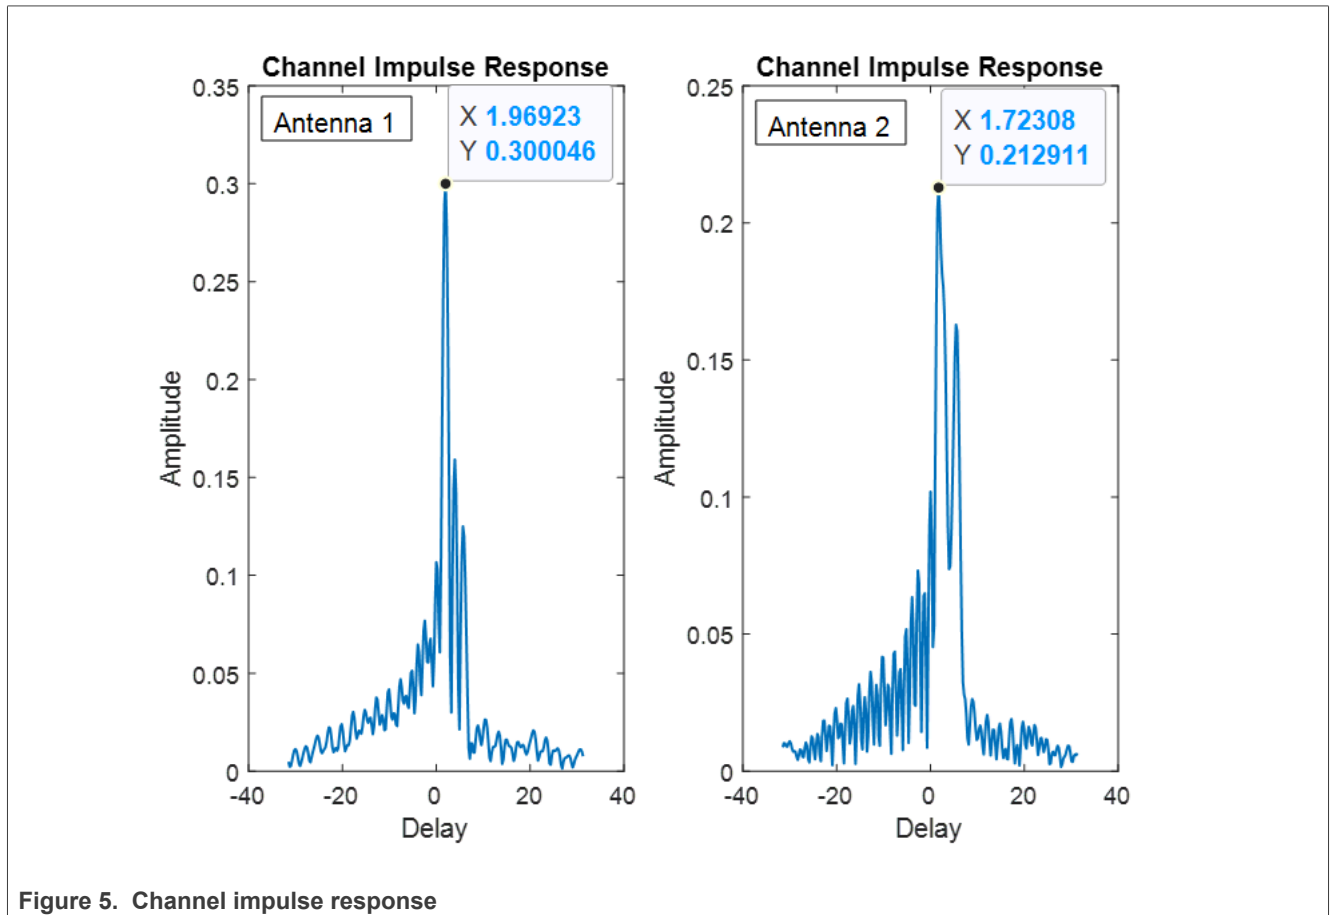 Channel Impulse Response
0.35
0.3
0.25
0.2
0.15
0.1
0.05
0
Amplitude
Antenna 1
X 1.96923
Y 0.300046
-40 -20 0 20 40
Delay
Channel Impulse Response
0.25
0.2
0.15
0.1
0.05
0
Amplitude
Antenna 2
X 1.72308
Y 0.212911
-40 -20 0 20 40
Delay
Figure 5. Channel impulse response